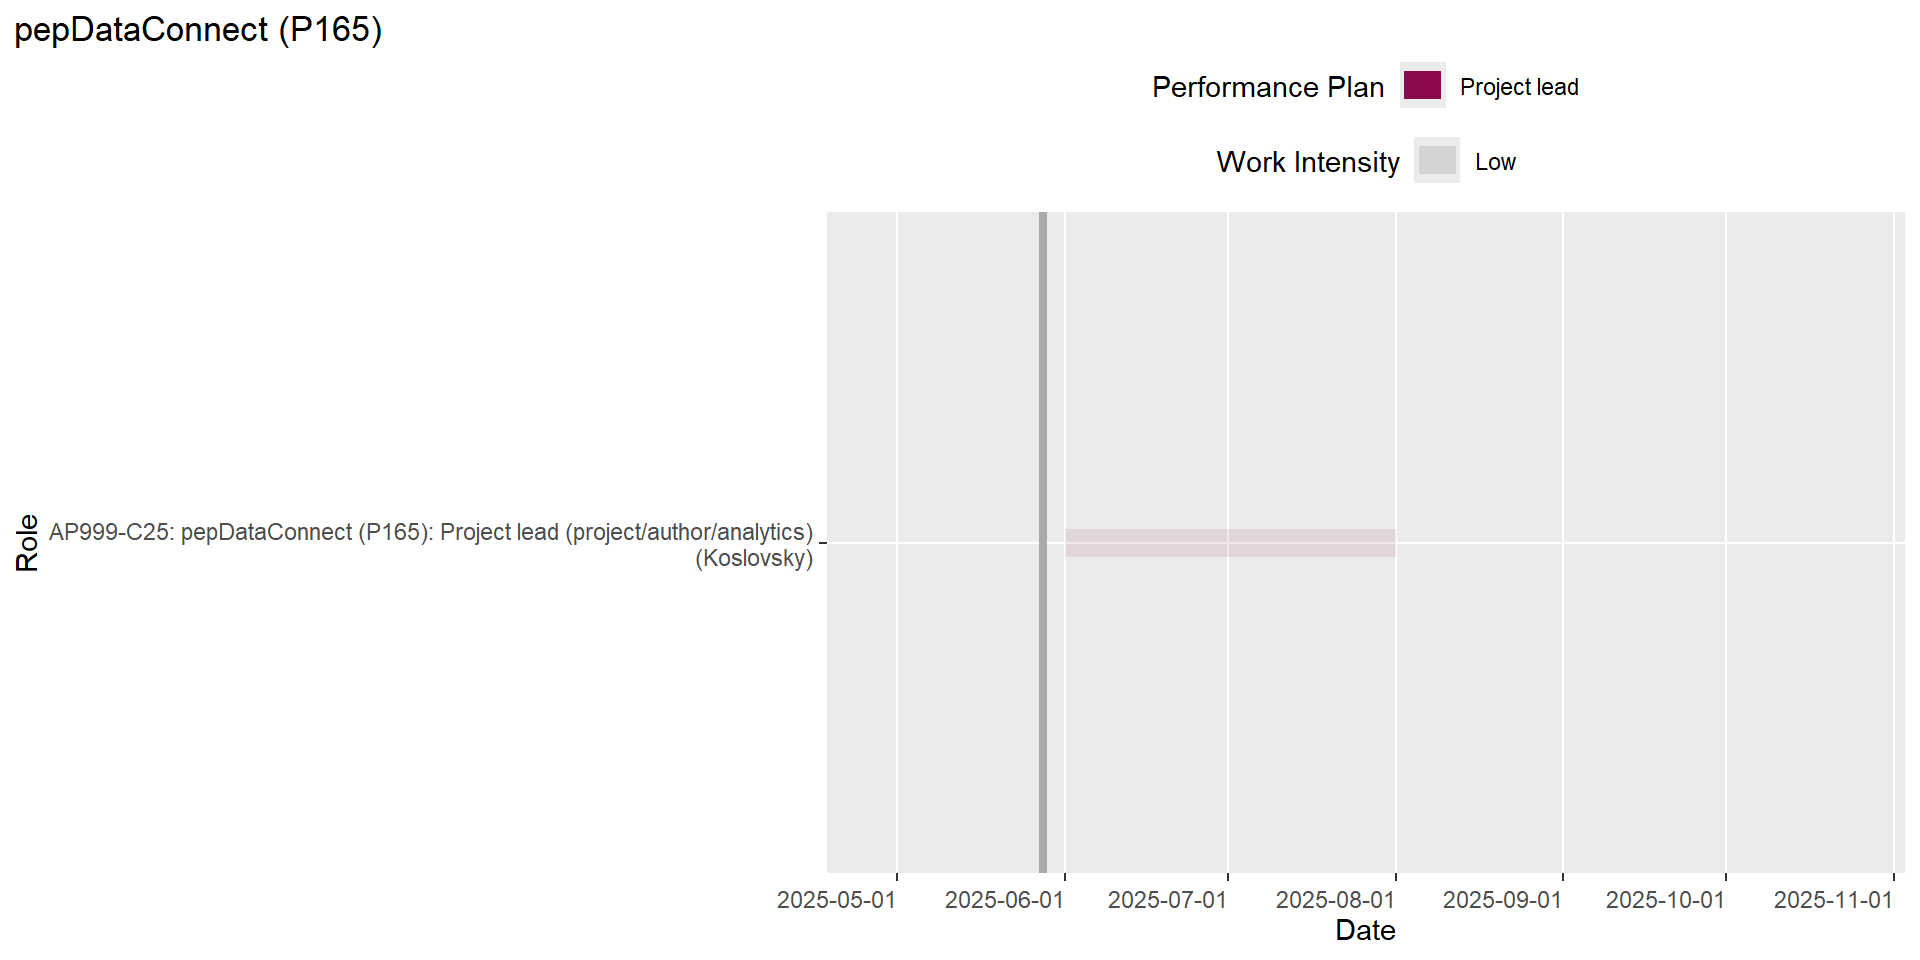 pepDataConnect (P165)
Performance Plan
Project lead
Work Intensity
Low
Role
AP999-C25: pepDataConnect (P165): Project lead (project/author/analytics)
(Koslovsky)
2025-05-01
2025-06-01
2025-07-01
2025-08-01
2025-09-01
2025-10-01
2025-11-01
Date